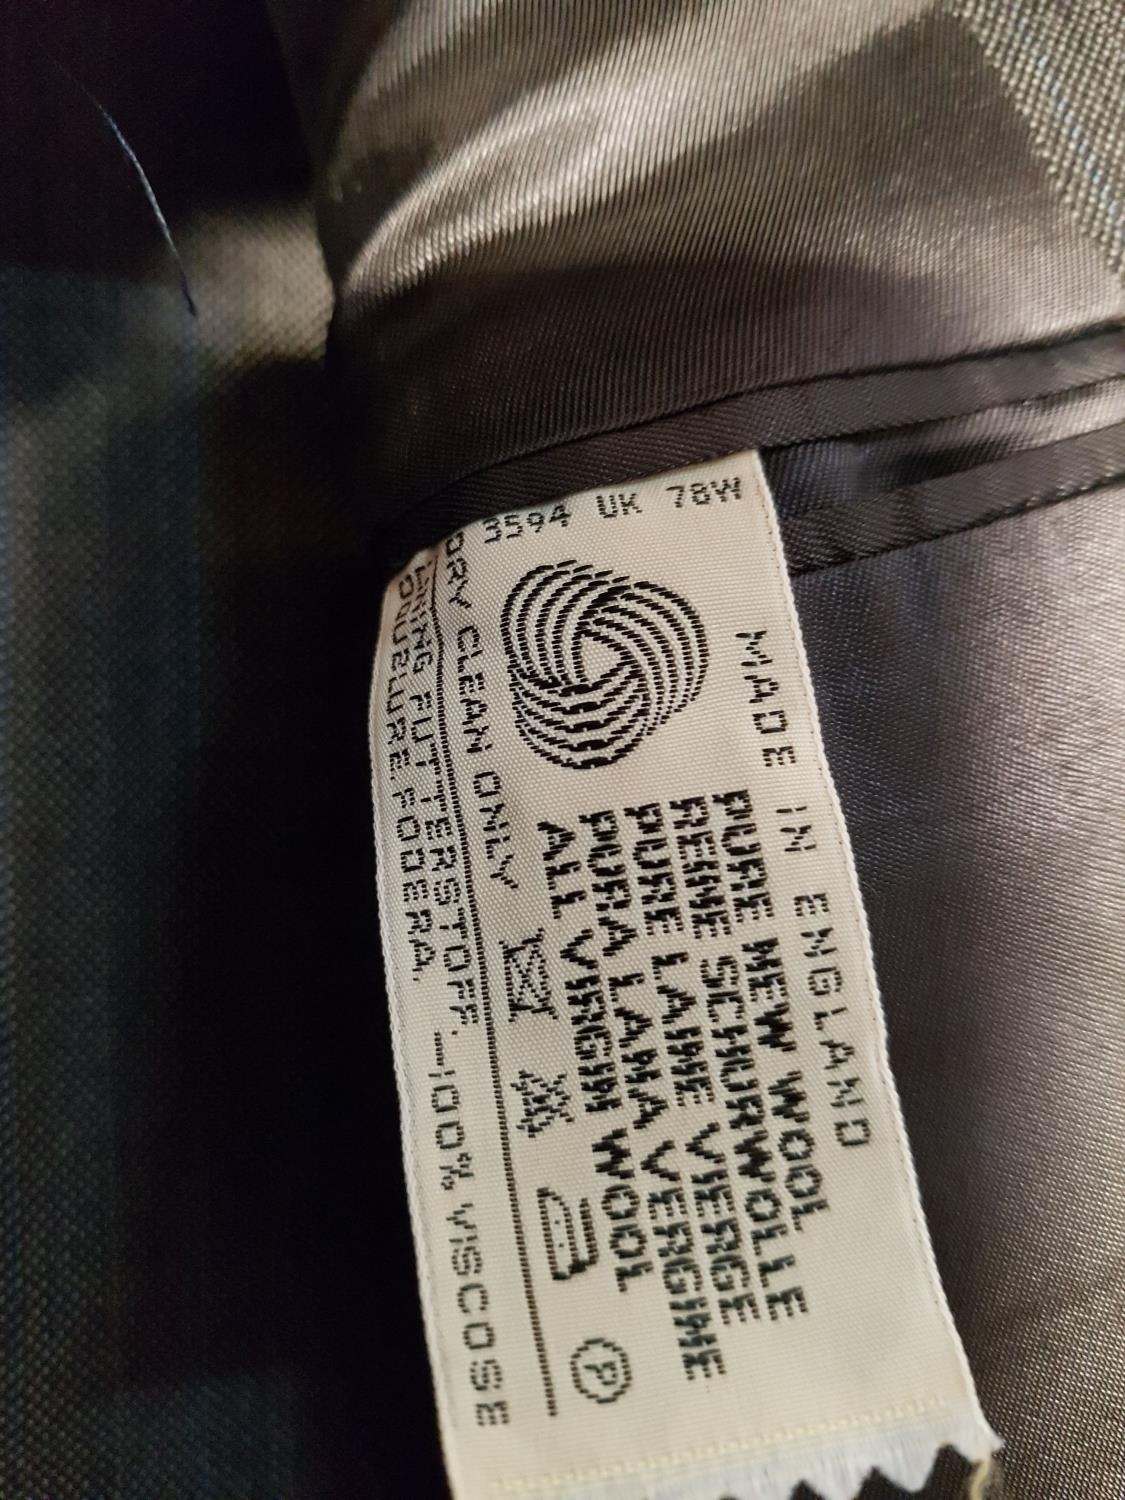 3594 UK 78W
MADE IN ENGLAND
PURE NEW WOOL
REINE SCHURWOLLE
PURE LAINE VIERGE
PURA LANA VERGINE
ALL VIRGIN WOOL
DRY CLEAN ONLY
P
LINING FUTTERSTOFF. 100% VISCOSE
DOUBLURE. FODERA.